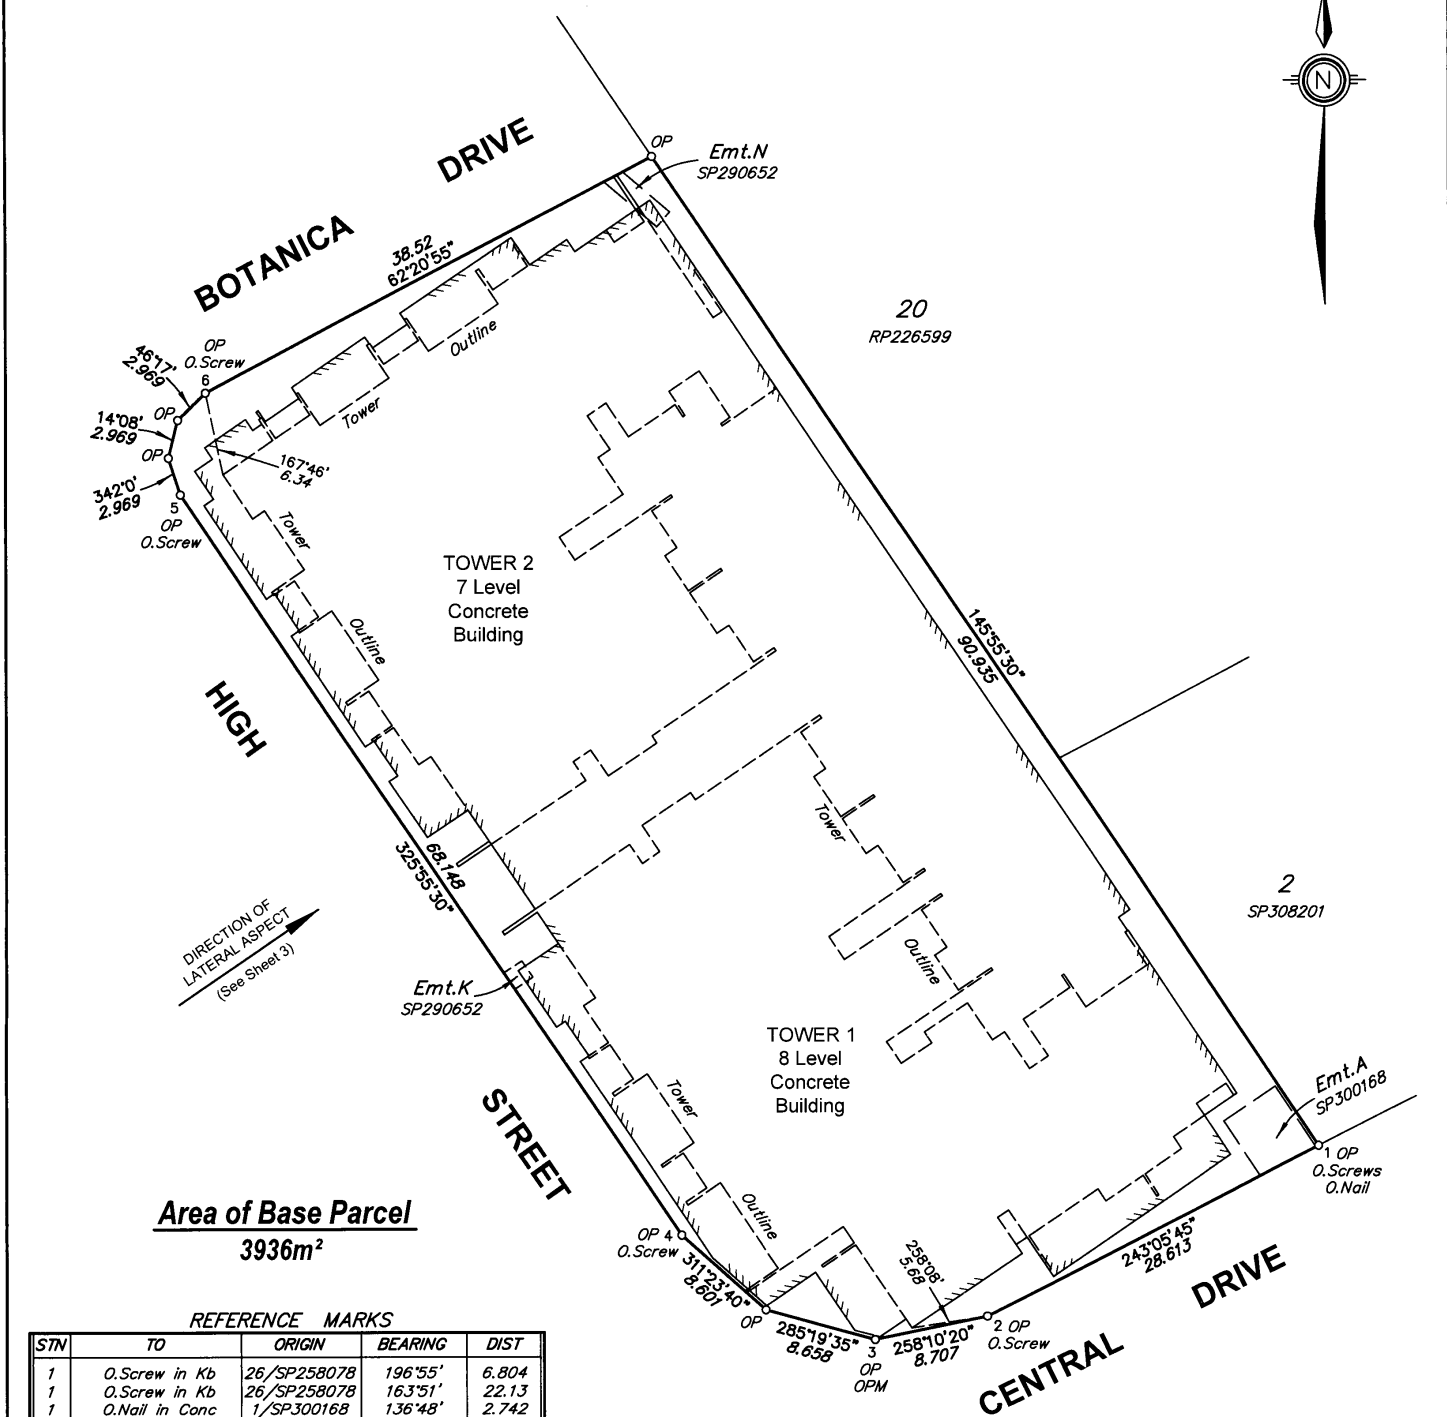 N
OP
Emt.N
SP290652
BOTANICA DRIVE
38.52
62°20'55"
20
RP226599
46°17'
2.969
OP
O.Screw
6
OP
14°08'
2.969
OP
342°0'
2.969
5
OP
O.Screw
167°46'
6.34
Outline
Tower
Tower
Outline
TOWER 2
7 Level
Concrete
Building
145°55'30"
90.935
HIGH STREET
68.148
325°55'30"
DIRECTION OF
LATERAL ASPECT
(See Sheet 3)
Emt.K
SP290652
Tower
Outline
2
SP308201
TOWER 1
8 Level
Concrete
Building
Emt.A
SP300168
1 OP
O.Screws
O.Nail
Tower
Outline
OP 4
O.Screw
311°23'40"
8.601
OP
285°19'35"
8.658
3
OP
OPM
258°08'
5.68
258°10'20"
8.707
2 OP
O.Screw
243°05'45"
28.613
CENTRAL DRIVE
Area of Base Parcel
3936m²
REFERENCE MARKS
STN TO ORIGIN BEARING DIST
1 O.Screw in Kb 26/SP258078 196°55' 6.804
1 O.Screw in Kb 26/SP258078 163°51' 22.13
1 O.Nail in Conc 1/SP300168 136°48' 2.742